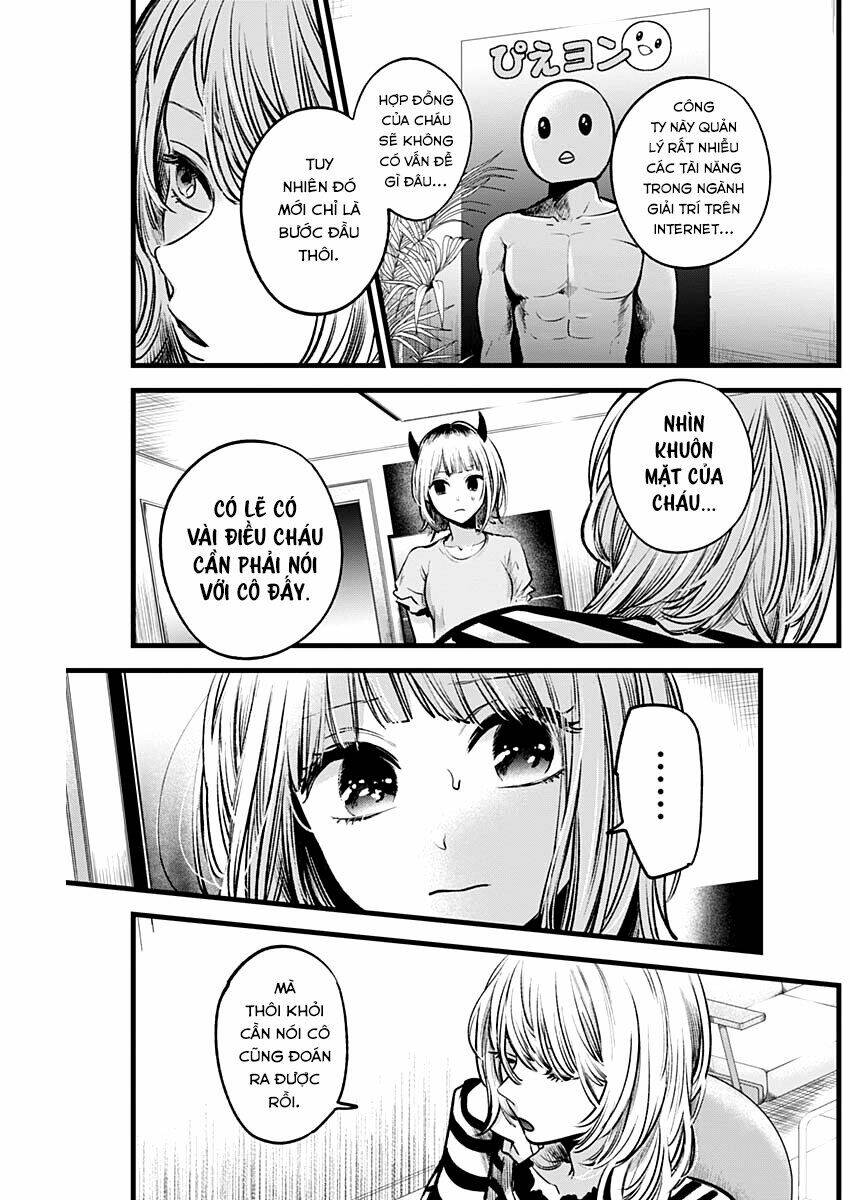 ぴえヨン
CÔNG
TY NÀY QUẢN
LÝ RẤT NHIỀU
CÁC TÀI NĂNG
TRONG NGÀNH
GIẢI TRÍ TRÊN
INTERNET...
HỢP ĐỒNG
CỦA CHÁU
SẼ KHÔNG
CÓ VẤN ĐỀ
GÌ ĐÂU...
TUY
NHIÊN ĐÓ
MỚI CHỈ LÀ
BƯỚC ĐẦU
THÔI.
NHÌN
KHUÔN
MẶT CỦA
CHÁU...
CÓ LẼ CÓ
VÀI ĐIỀU CHÁU
CẦN PHẢI NÓI
VỚI CÔ ĐẤY.
......
MÀ
THÔI KHỎI
CẦN NÓI CÔ
CŨNG ĐOÁN
RA ĐƯỢC
RỒI.